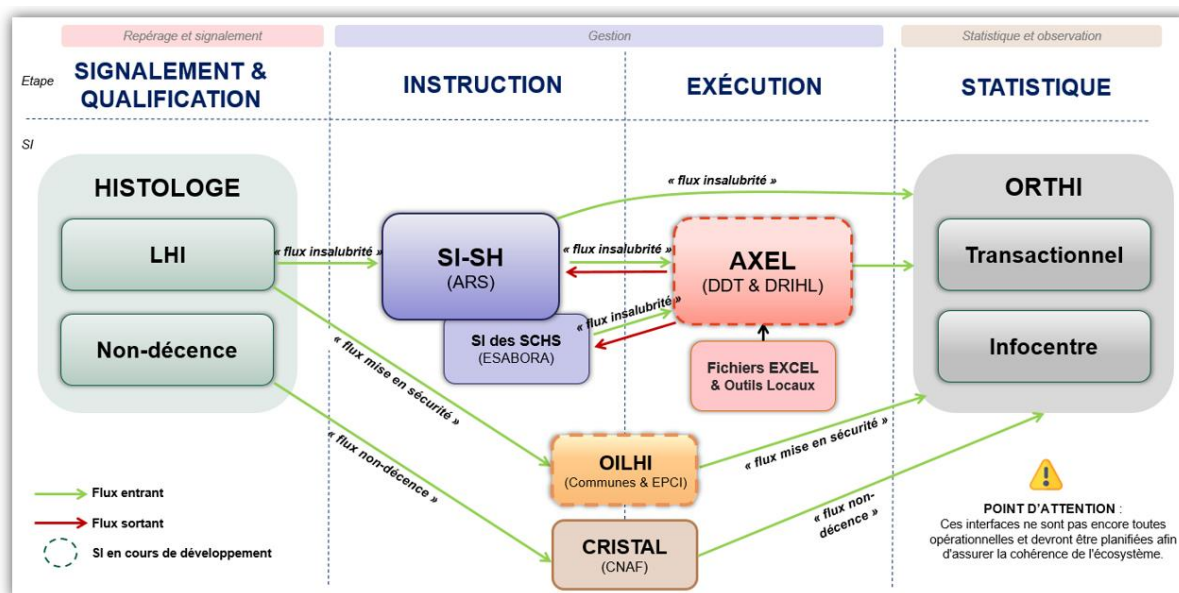 Repérage et signalement
Gestion
Statistique et observation
Etape
SIGNALEMENT &
QUALIFICATION
INSTRUCTION
EXÉCUTION
STATISTIQUE
SI
HISTOLOGE
LHI
Non-décence
« flux insalubrité »
SI-SH
(ARS)
SI des SCHS
(ESABORA)
« flux insalubrité »
« flux insalubrité »
« flux insalubrité »
AXEL
(DDT & DRIHL)
Fichiers EXCEL
& Outils Locaux
ORTHI
Transactionnel
Infocentre
« flux mise en sécurité »
« flux non-décence »
OILHI
(Communes & EPCI)
CRISTAL
(CNAF)
« flux mise en sécurité »
« flux non-
décence »
Flux entrant
Flux sortant
SI en cours de développement
POINT D'ATTENTION :
Ces interfaces ne sont pas encore toutes
opérationnelles et devront être planifiées afin
d'assurer la cohérence de l'écosystème.